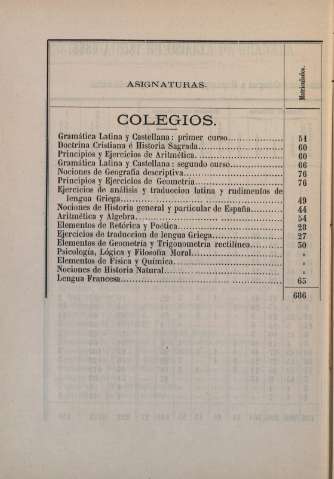 ASIGNATURAS.
Matriculados.
COLEGIOS.
Gramática Latina y Castellana: primer curso 51
Doctrina Cristiana é Historia Sagrada 60
Principios y Ejercicios de Aritmética 60
Gramática Latina y Castellana: segundo curso 66
Nociones de Geografía descriptiva 76
Principios y Ejercicios de Geometría 76
Ejercicios de análisis y traduccion latina y rudimentos de
lengua Griega 49
Nociones de Historia general y particular de España 44
Aritmética y Algebra 54
Elementos de Retórica y Poética 28
Ejercicios de traduccion de lengua Griega 27
Elementos de Geometría y Trigonometría rectilínea 50
Psicología, Lógica y Filosofía Moral »
Elementos de Física y Química »
Nociones de Historia Natural »
Lengua Francesa 65
686